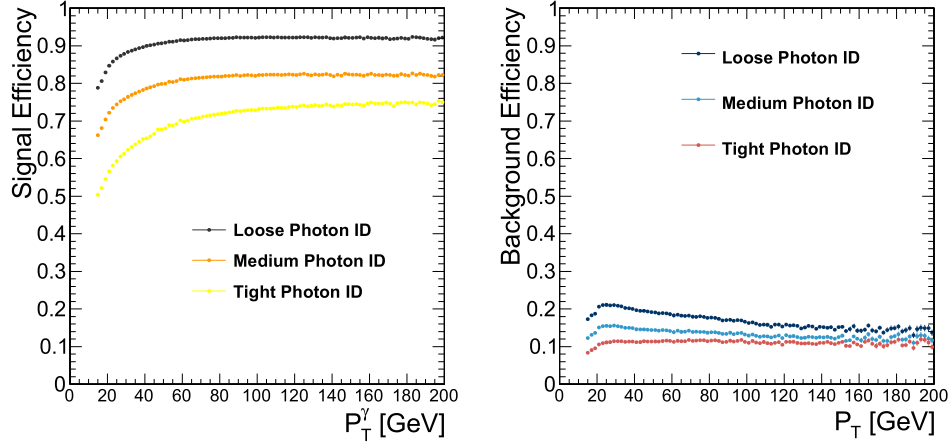 Signal Efficiency
1
0.9
0.8
0.7
0.6
0.5
0.4
0.3
0.2
0.1
0
Loose Photon ID
Medium Photon ID
Tight Photon ID
0 20 40 60 80 100 120 140 160 180 200
P_T^γ [GeV]
Background Efficiency
1
0.9
0.8
0.7
0.6
0.5
0.4
0.3
0.2
0.1
0
Loose Photon ID
Medium Photon ID
Tight Photon ID
0 20 40 60 80 100 120 140 160 180 200
P_T [GeV]